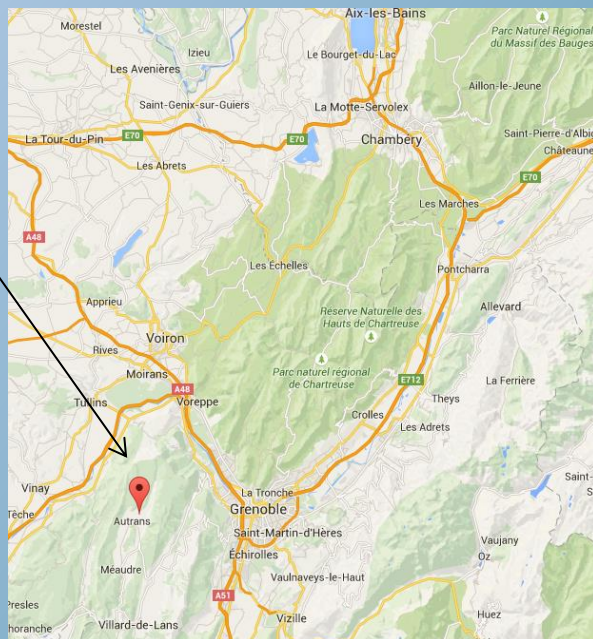 Aix-les-Bains
Morestel
Parc Naturel Régional
du Massif des Bauges
Izieu
Le Bourget-du-Lac
Les Avenières
Aillon-le-Jeune
Saint-Genix-sur-Guiers
La Motte-Servolex
E70
E70
Saint-Pierre-d'Albig
La Tour-du-Pin
Chambéry
Châteaune
Les Abrets
E70
Les Marches
A48
Les Échelles
Pontcharra
Apprieu
Reserve Naturelle des
Hauts de Chartreuse
Allevard
Voiron
Rives
Parc naturel régional
de Chartreuse
Moirans
A48
E712
La Ferrière
Tullins
Voreppe
Theys
Crolles
Les Adrets
Vinay
La Tronche
Saint-
Têche
Autrans
Grenoble
Saint-Martin-d'Hères
Vaujany
Échirolles
Oz
Méaudre
Vaulnaveys-le-Haut
Presles
A51
Huez
horanche
Villard-de-Lans
Vizille